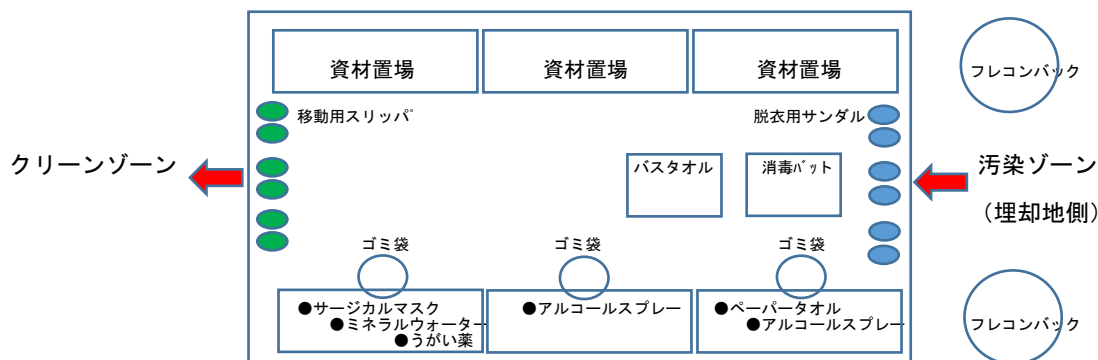 資材置場
資材置場
資材置場
フレコンバック
移動用スリッパ
脱衣用サンダル
クリーンゾーン
バスタオル
消毒バット
汚染ゾーン
（埋却地側）
ゴミ袋
ゴミ袋
ゴミ袋
●サージカルマスク
●ミネラルウォーター
●うがい薬
●アルコールスプレー
●ペーパータオル
●アルコールスプレー
フレコンバック